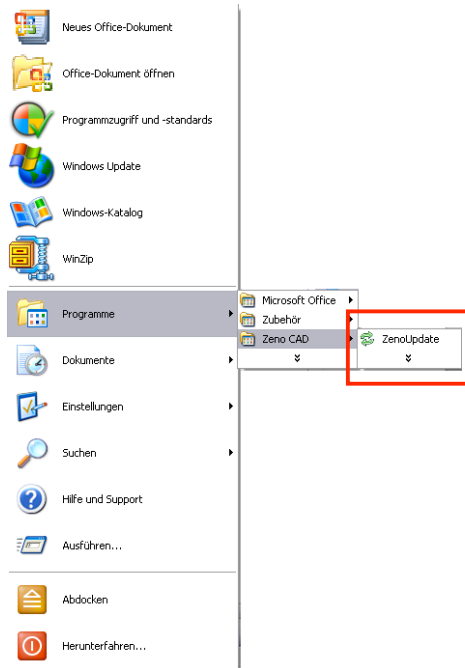 Neues Office-Dokument
Office-Dokument öffnen
Programmzugriff und -standards
Windows Update
Windows-Katalog
WinZip
Programme
Microsoft Office
Zubehör
Zeno CAD
ZenoUpdate
Dokumente
Einstellungen
Suchen
Hilfe und Support
Ausführen...
Abdocken
Herunterfahren...